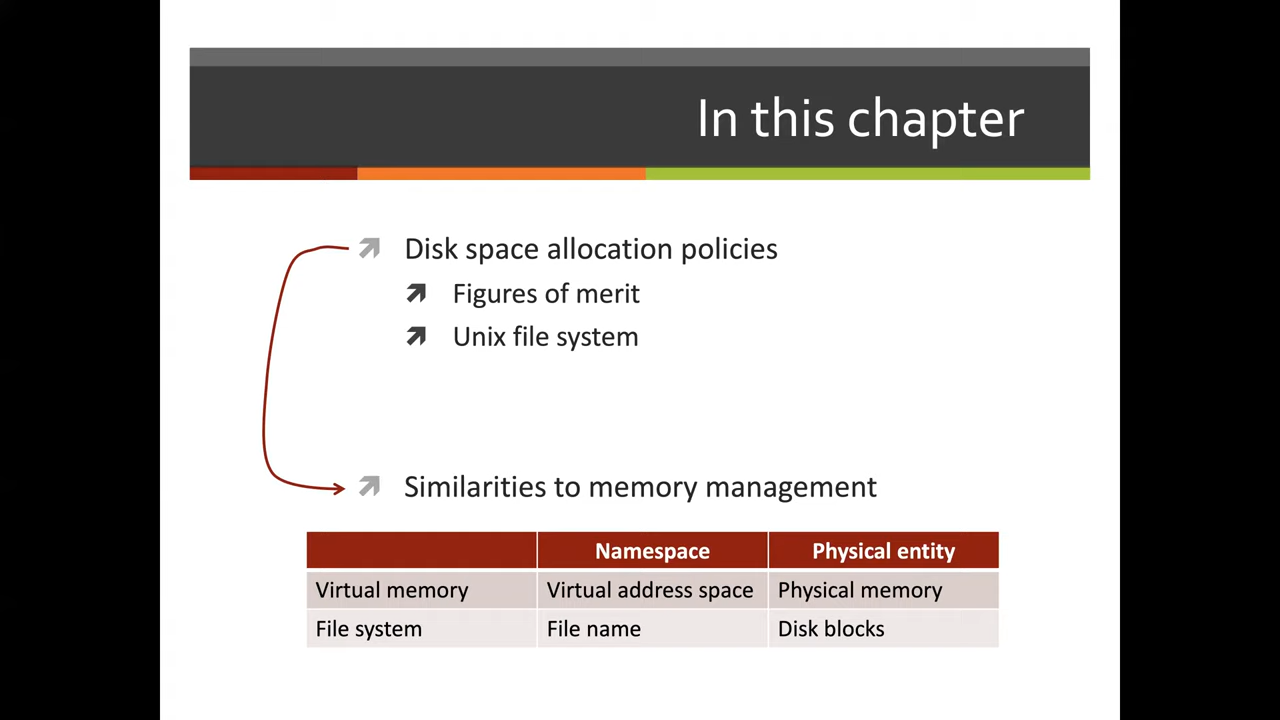 In this chapter
Disk space allocation policies
Figures of merit
Unix file system
Similarities to memory management
Namespace Physical entity
Virtual memory Virtual address space Physical memory
File system File name Disk blocks